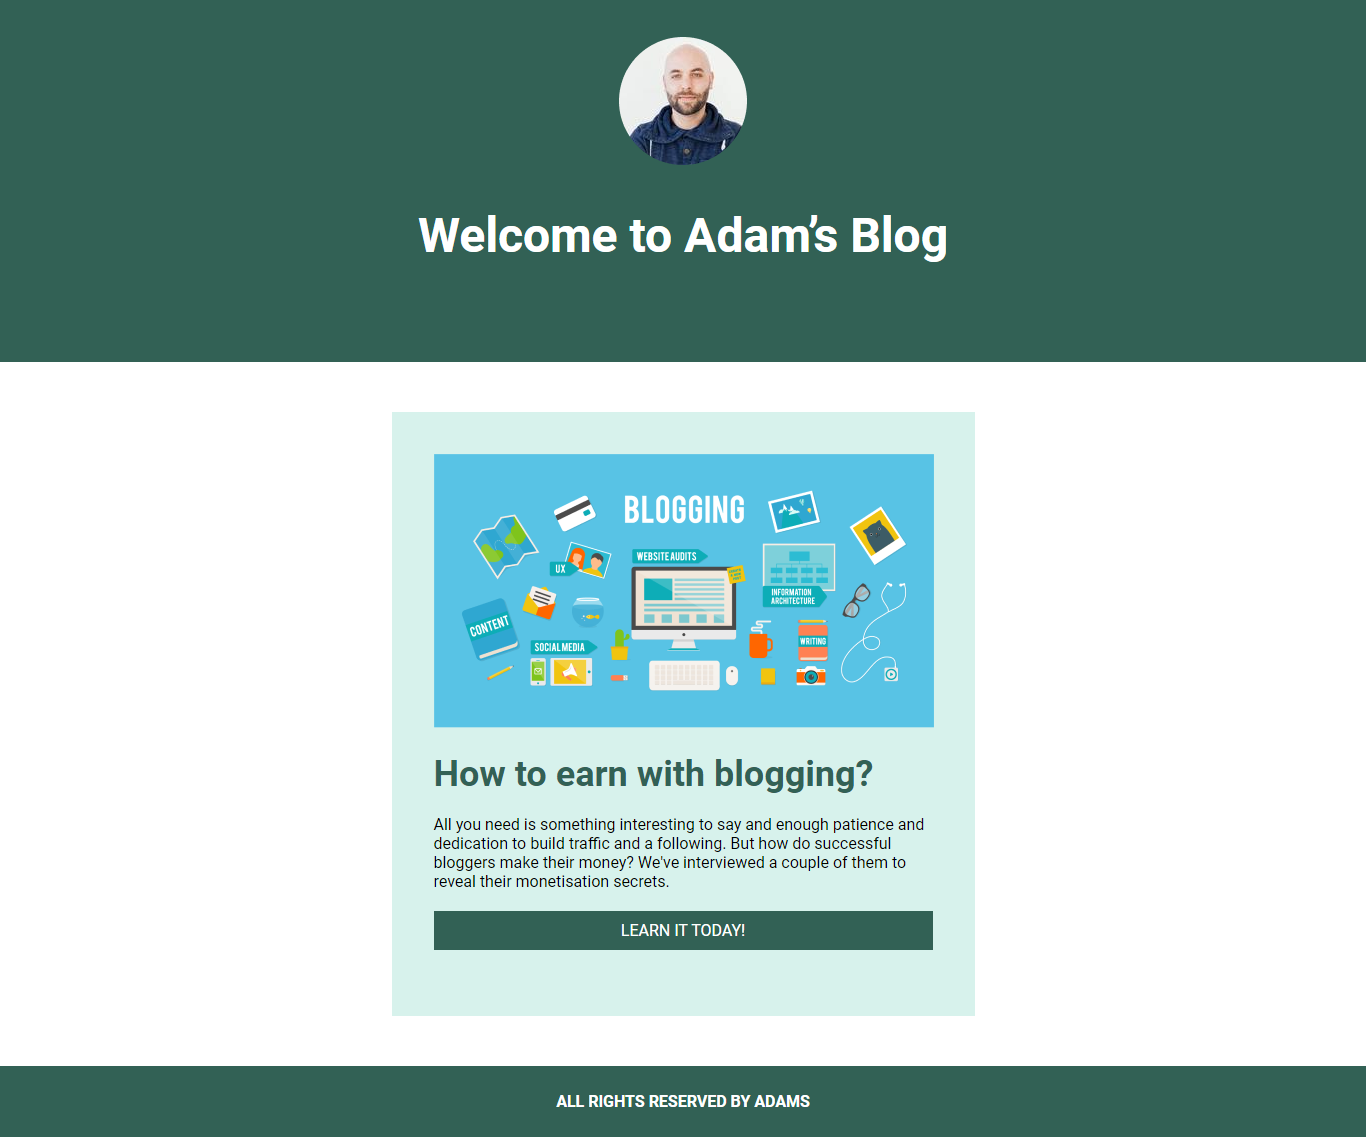 Welcome to Adam’s Blog
BLOGGING
WEBSITE AUDITS
UX
INFORMATION
ARCHITECTURE
CONTENT
SOCIAL MEDIA
WRITING
How to earn with blogging?
All you need is something interesting to say and enough patience and
dedication to build traffic and a following. But how do successful
bloggers make their money? We've interviewed a couple of them to
reveal their monetisation secrets.
LEARN IT TODAY!
ALL RIGHTS RESERVED BY ADAMS